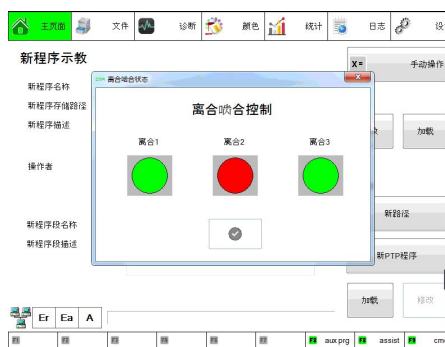 主页面 文件 诊断 颜色 统计 日志 设
新程序示教
X= 手动操作
离合啮合状态
新程序名称
新程序存储路径
新程序描述
离合啮合控制
加载
离合1 离合2 离合3
操作者
新路径
新程序段名称
新程序段描述
新PTP程序
加载 修改
Er Ea A
F1 F2 F3 F4 F5 F6 F7 F8 aux prg F9 assist